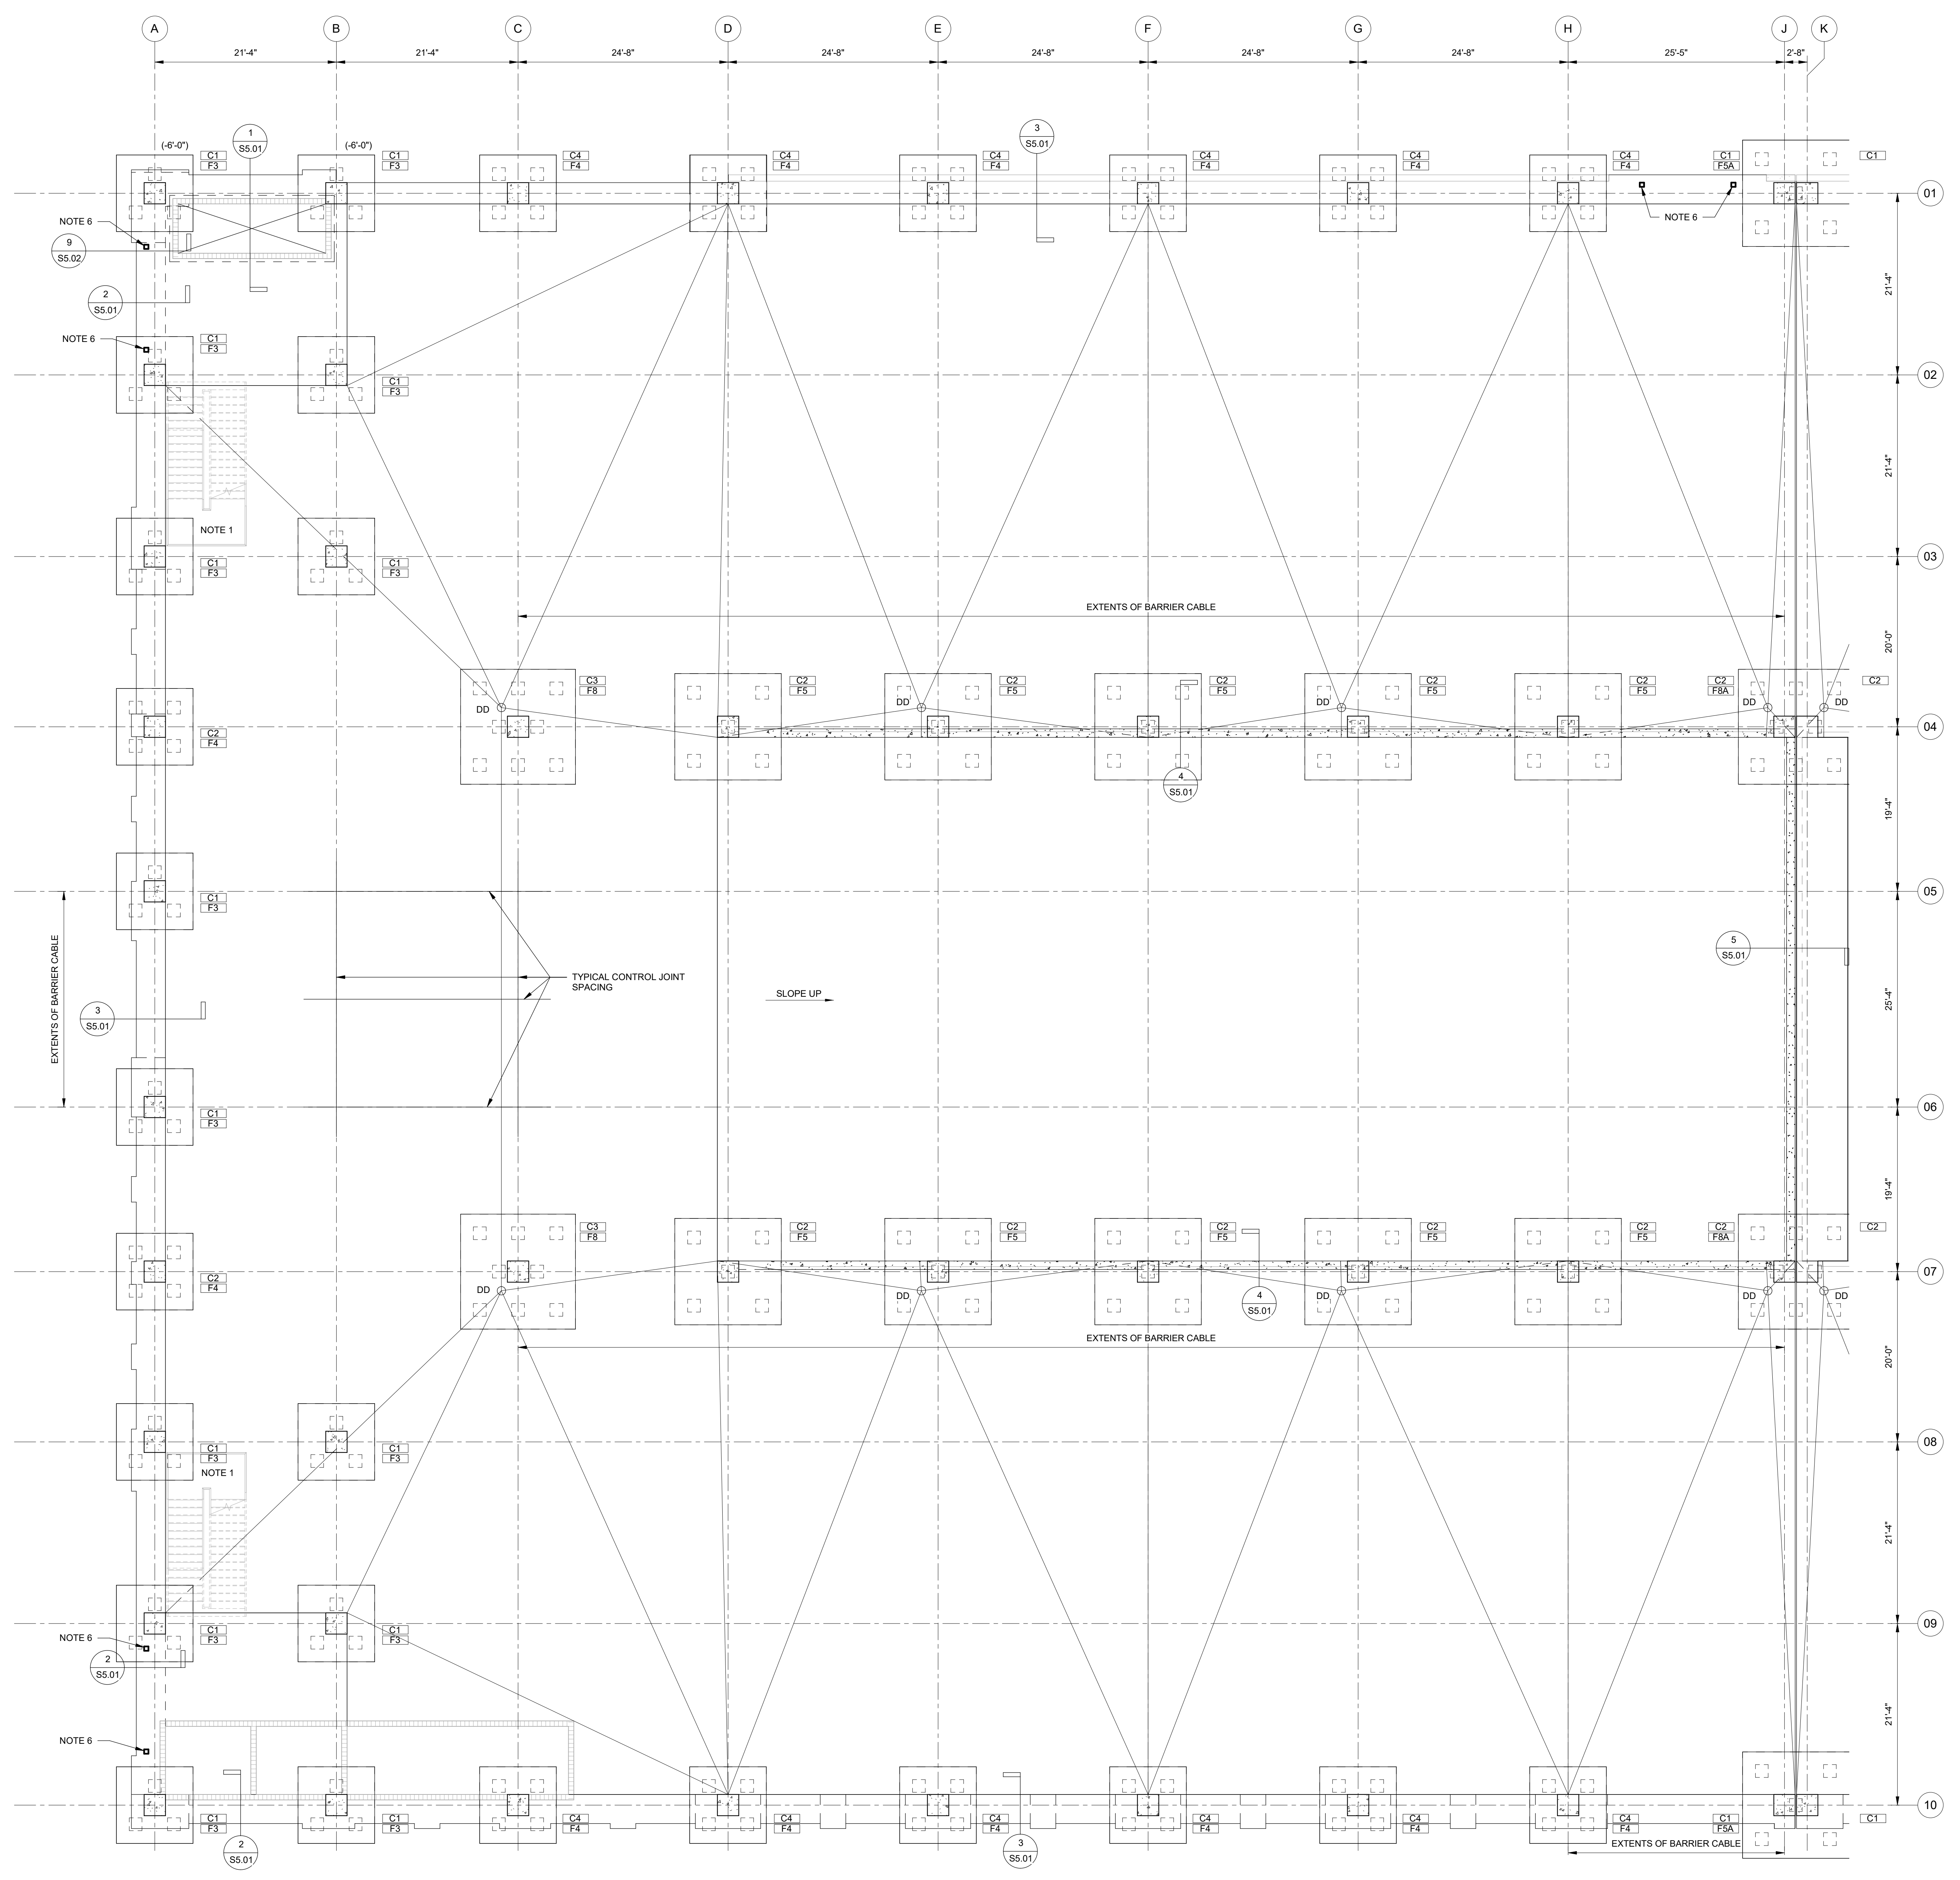 A B C D E F G H J K
21'-4" 21'-4" 24'-8" 24'-8" 24'-8" 24'-8" 24'-8" 25'-5" 2'-8"
1
S5.01
3
S5.01
(-6'-0") (-6'-0")
C1 C1 C4 C4 C4 C4 C4 C4 C1 C1
F3 F3 F4 F4 F4 F4 F4 F4 F5A
01
NOTE 6
NOTE 6
9
S5.02
2
S5.01
21'-4"
NOTE 6
C1
F3
C1
F3
02
21'-4"
NOTE 1
C1 C1
F3 F3
03
EXTENTS OF BARRIER CABLE
20'-0"
C3 C2 C2 C2 C2 C2 C2 C2
F8 F5 F5 F5 F5 F5 F8A
DD DD DD DD DD
C2
F4
04
4
S5.01
19'-4"
C1
F3
05
EXTENTS OF BARRIER CABLE
5
S5.01
TYPICAL CONTROL JOINT
SPACING
SLOPE UP
25'-4"
3
S5.01
C1
F3
06
19'-4"
C3 C2 C2 C2 C2 C2 C2 C2
F8 F5 F5 F5 F5 F5 F8A
4
S5.01
C2
F4
07
DD DD DD DD DD
EXTENTS OF BARRIER CABLE
20'-0"
C1 C1
F3 F3
08
NOTE 1
21'-4"
C1 C1
F3 F3
09
NOTE 6
2
S5.01
21'-4"
NOTE 6
C1 C1 C4 C4 C4 C4 C4 C4 C1 C1
F3 F3 F4 F4 F4 F4 F4 F4 F5A
10
2
S5.01
3
S5.01
EXTENTS OF BARRIER CABLE